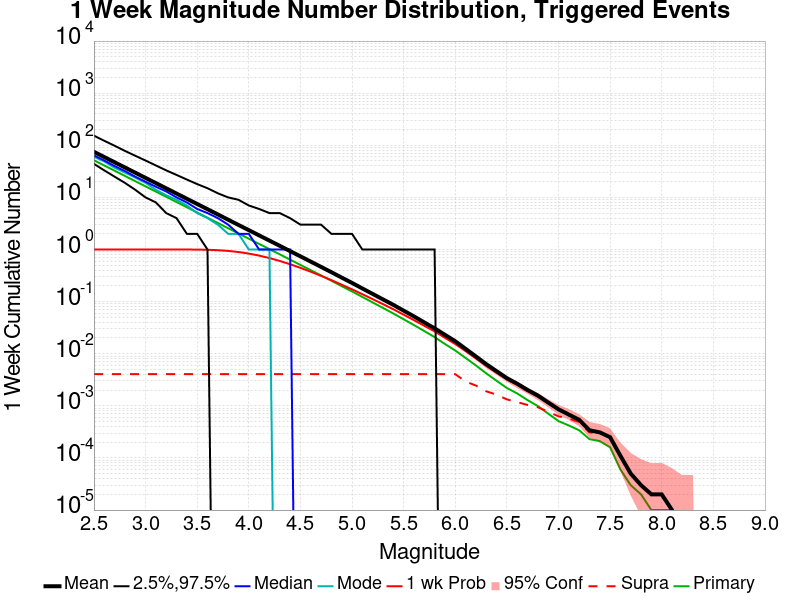 1 Week Magnitude Number Distribution, Triggered Events
1 Week Cumulative Number
10^4
10^3
10^2
10^1
10^0
10^-1
10^-2
10^-3
10^-4
10^-5
2.5 3.0 3.5 4.0 4.5 5.0 5.5 6.0 6.5 7.0 7.5 8.0 8.5 9.0
Magnitude
Mean 2.5%,97.5% Median Mode 1 wk Prob 95% Conf Supra Primary